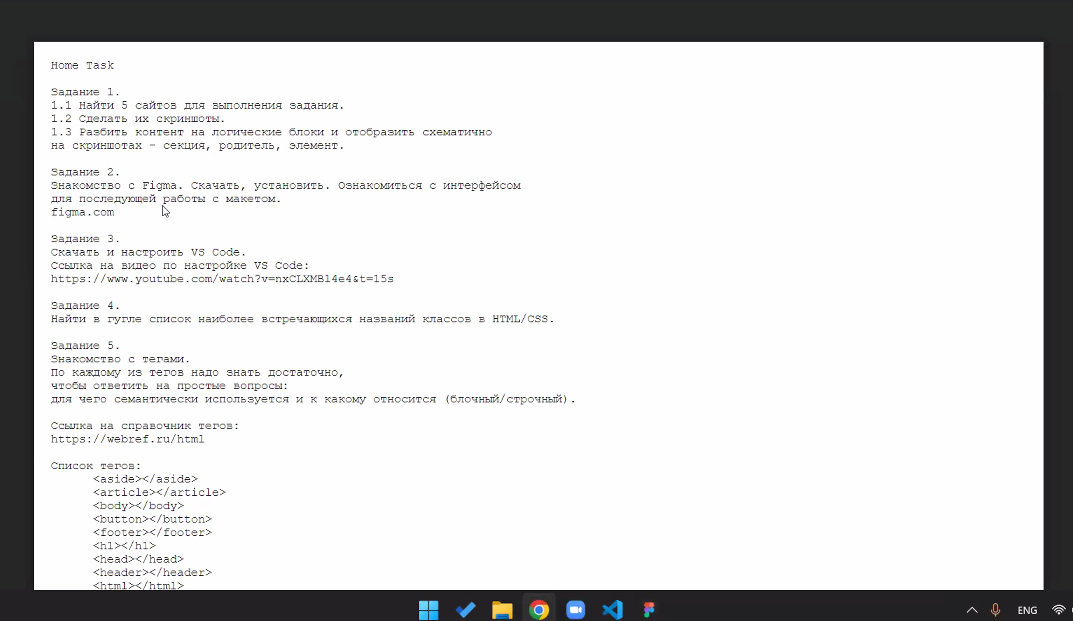 Home Task
Задание 1.
1.1 Найти 5 сайтов для выполнения задания.
1.2 Сделать их скриншоты.
1.3 Разбить контент на логические блоки и отобразить схематично
на скриншотах - секция, родитель, элемент.
Задание 2.
Знакомство с Figma. Скачать, установить. Ознакомиться с интерфейсом
для последующей работы с макетом.
figma.com
Задание 3.
Скачать и настроить VS Code.
Ссылка на видео по настройке VS Code:
https://www.youtube.com/watch?v=nxCLXMBl4e4&t=15s
Задание 4.
Найти в гугле список наиболее встречающихся названий классов в HTML/CSS.
Задание 5.
Знакомство с тегами.
По каждому из тегов надо знать достаточно,
чтобы ответить на простые вопросы:
для чего семантически используется и к какому относится (блочный/строчный).
Ссылка на справочник тегов:
https://webref.ru/html
Список тегов:
<aside></aside>
<article></article>
<body></body>
<button></button>
<footer></footer>
<h1></h1>
<head></head>
<header></header>
<html></html>
ENG